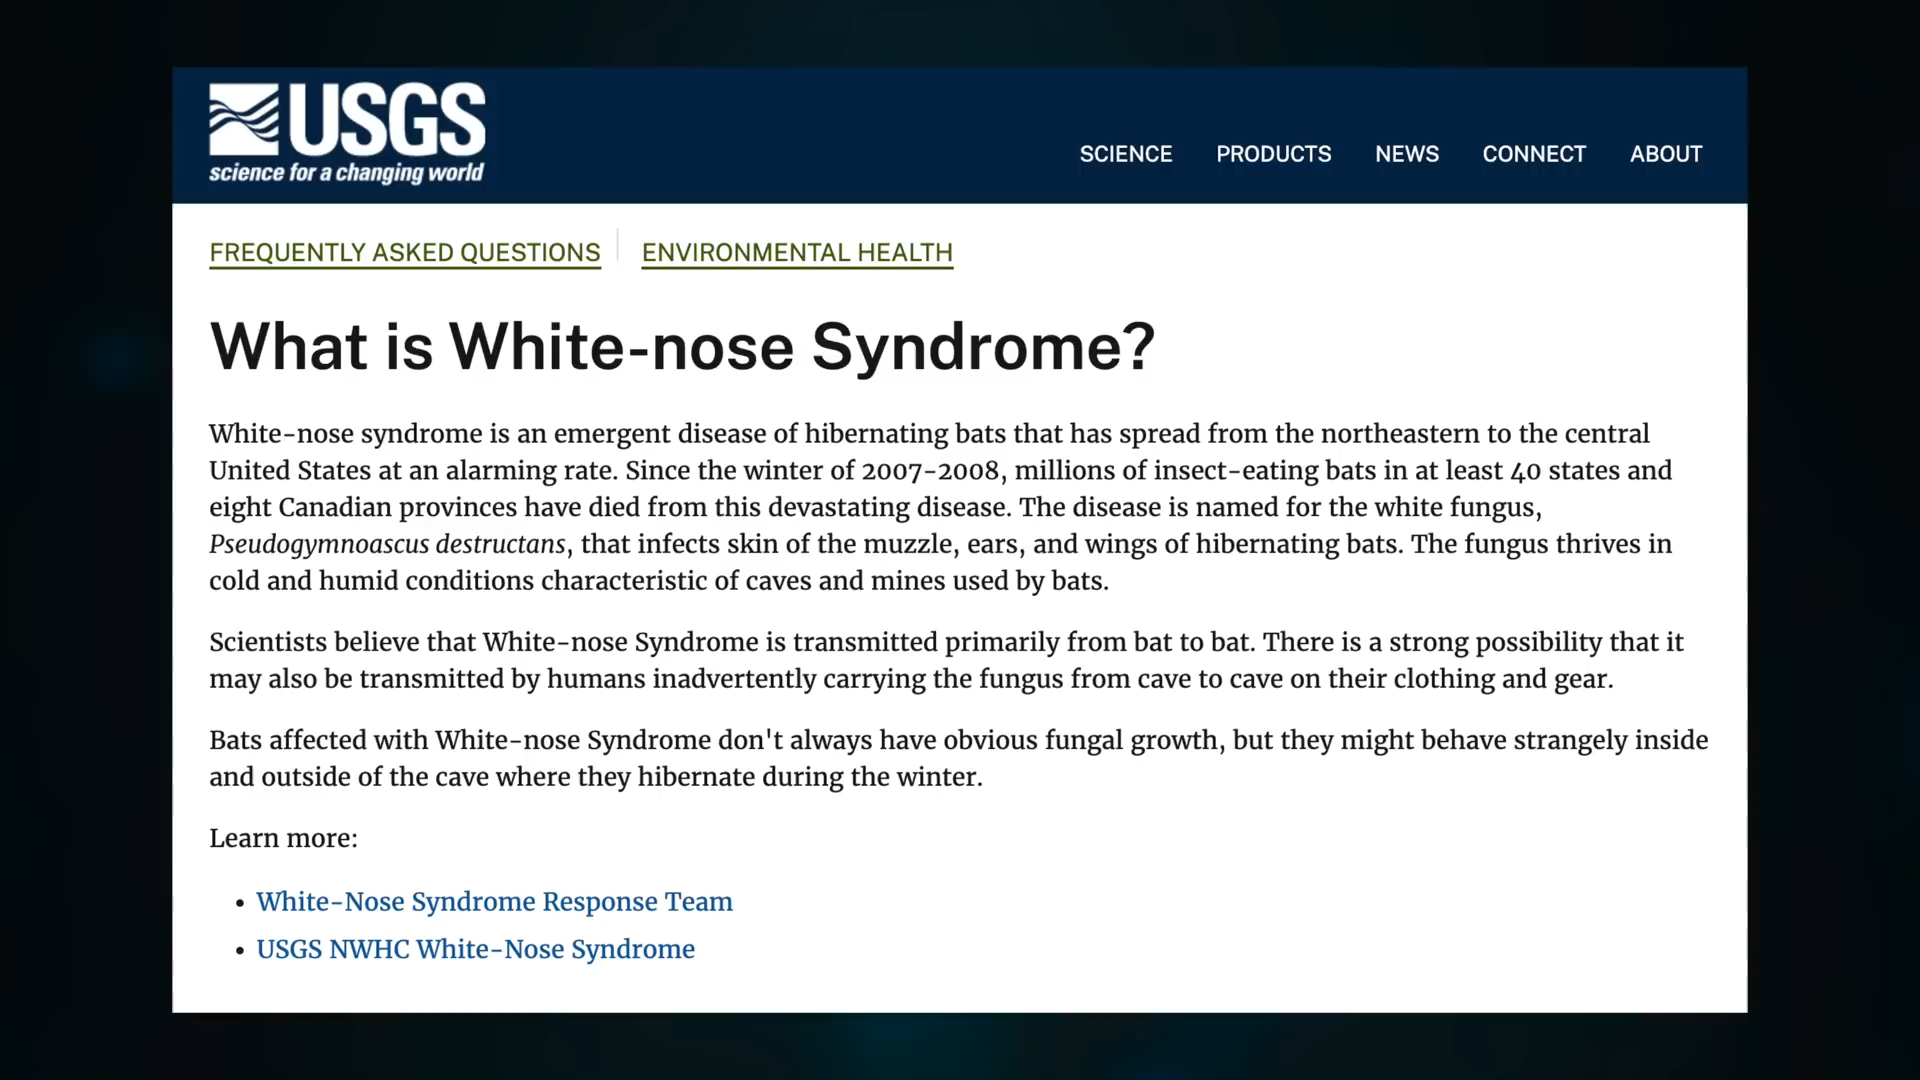 USGS
science for a changing world
SCIENCE PRODUCTS NEWS CONNECT ABOUT
FREQUENTLY ASKED QUESTIONS ENVIRONMENTAL HEALTH
What is White-nose Syndrome?
White-nose syndrome is an emergent disease of hibernating bats that has spread from the northeastern to the central
United States at an alarming rate. Since the winter of 2007-2008, millions of insect-eating bats in at least 40 states and
eight Canadian provinces have died from this devastating disease. The disease is named for the white fungus,
Pseudogymnoascus destructans, that infects skin of the muzzle, ears, and wings of hibernating bats. The fungus thrives in
cold and humid conditions characteristic of caves and mines used by bats.
Scientists believe that White-nose Syndrome is transmitted primarily from bat to bat. There is a strong possibility that it
may also be transmitted by humans inadvertently carrying the fungus from cave to cave on their clothing and gear.
Bats affected with White-nose Syndrome don't always have obvious fungal growth, but they might behave strangely inside
and outside of the cave where they hibernate during the winter.
Learn more:
• White-Nose Syndrome Response Team
• USGS NWHC White-Nose Syndrome